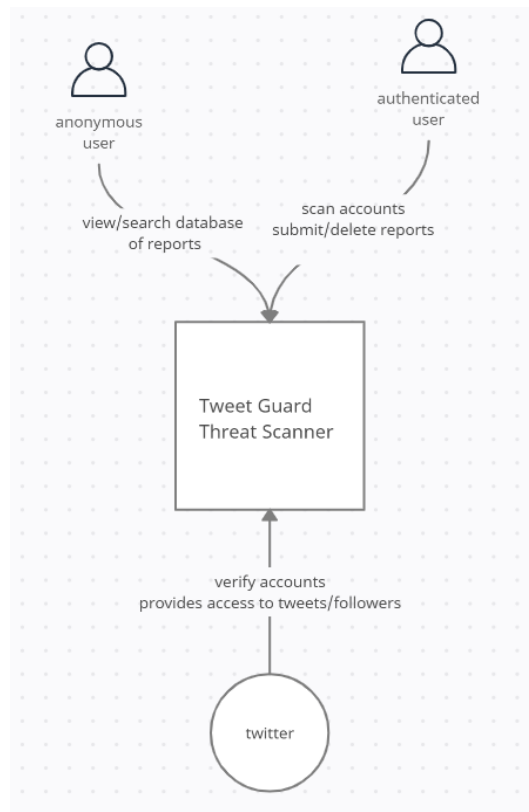 anonymous
user
authenticated
user
view/search database
of reports
scan accounts
submit/delete reports
Tweet Guard
Threat Scanner
verify accounts
provides access to tweets/followers
twitter